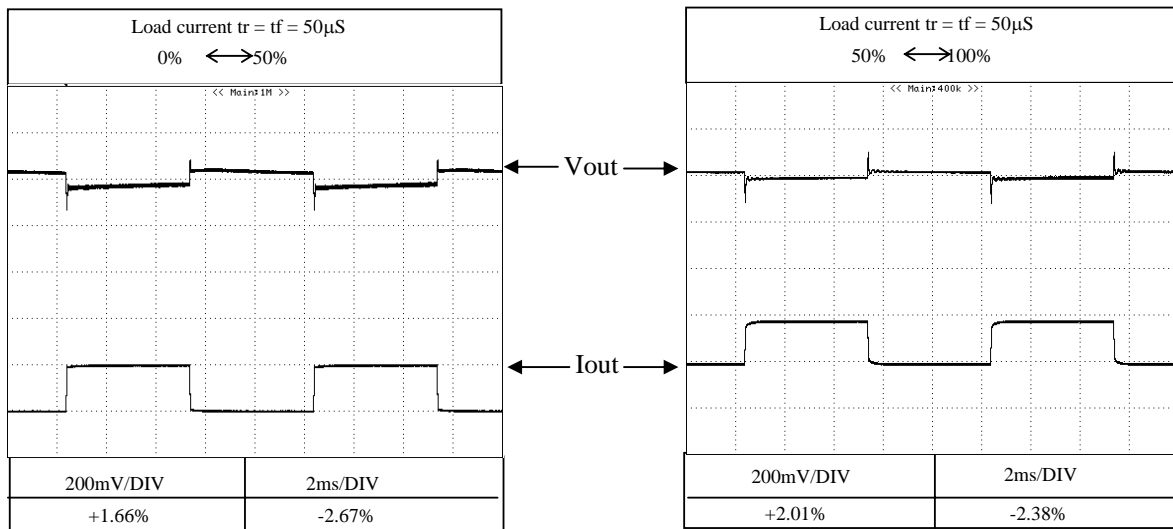 Load current tr = tf = 50µS
0% ⟷ 50%
<< Main:1M >>
200mV/DIV 2ms/DIV
+1.66% -2.67%
Vout
Iout
Load current tr = tf = 50µS
50% ⟷ 100%
<< Main:400k >>
200mV/DIV 2ms/DIV
+2.01% -2.38%